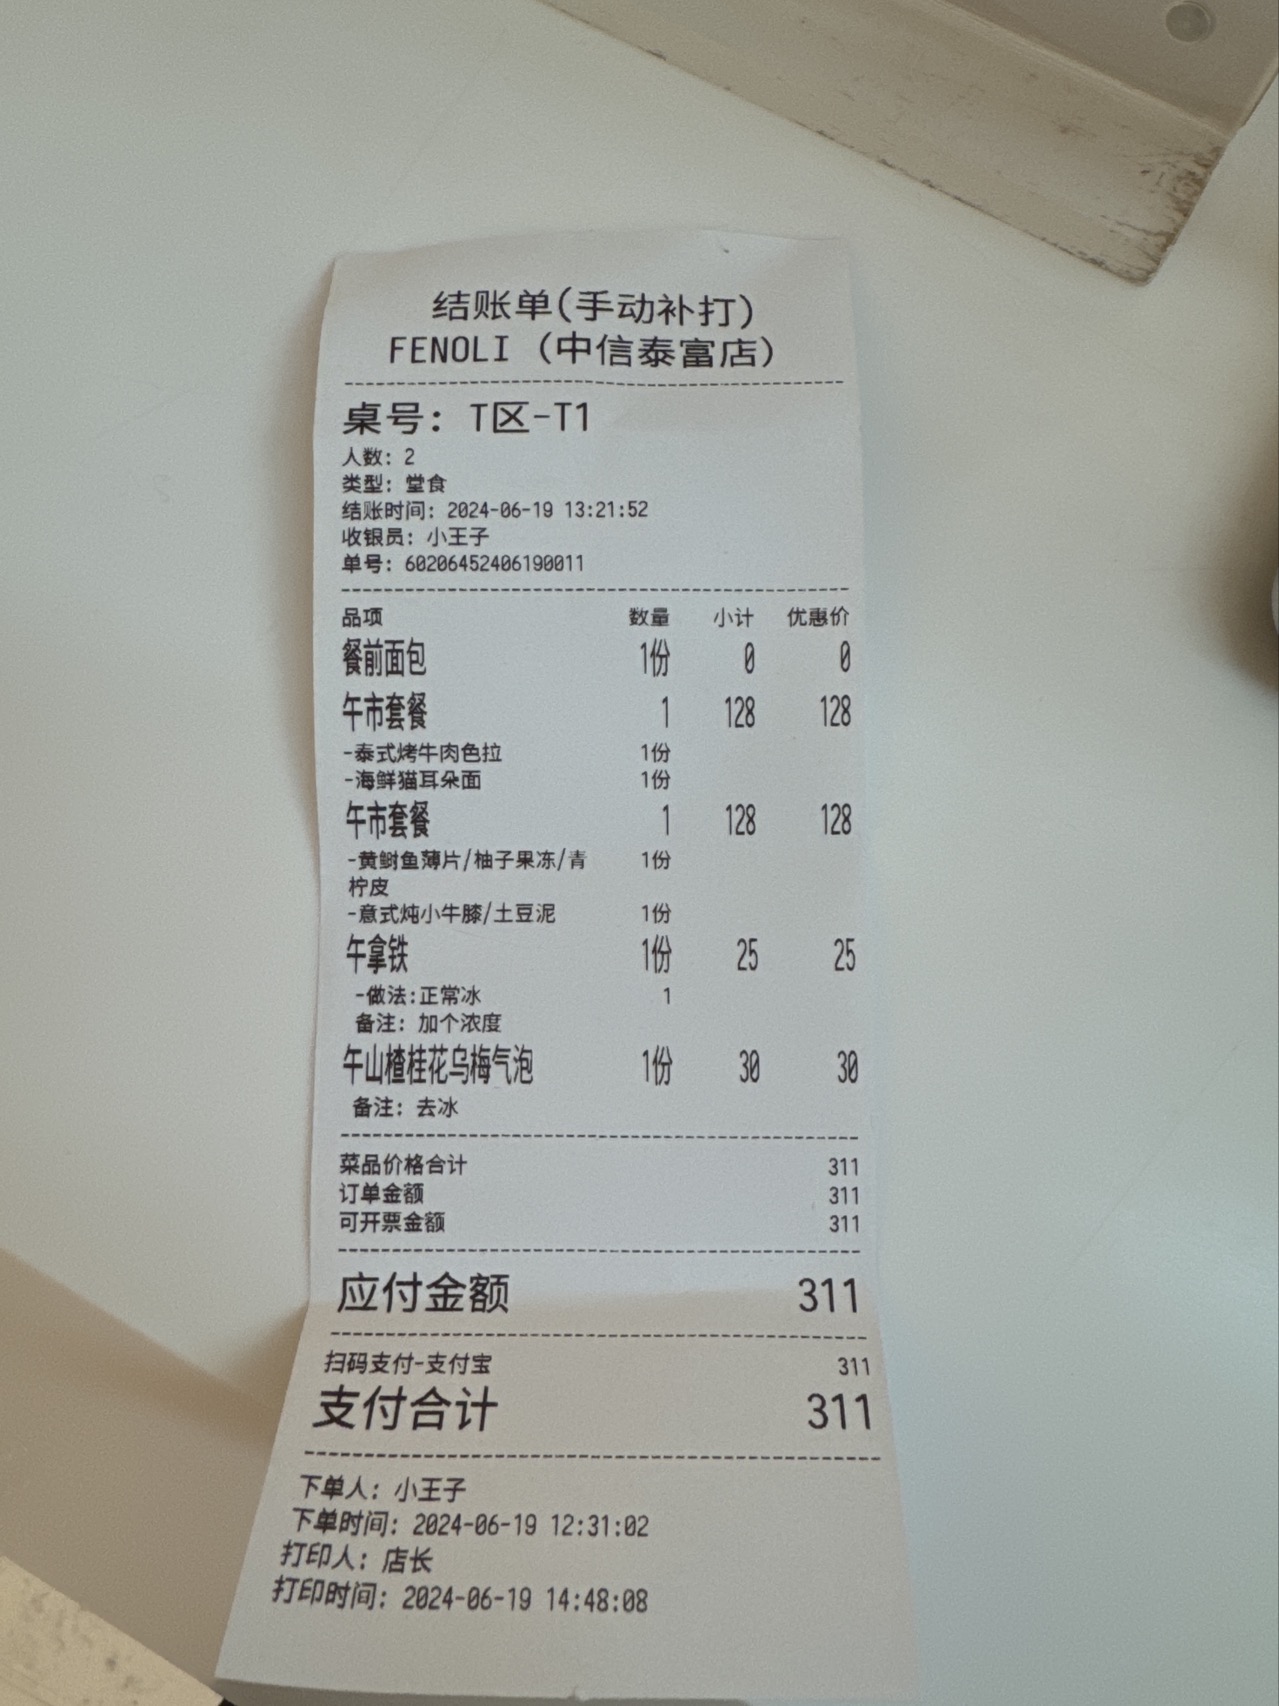 结账单(手动补打)
FENOLI (中信泰富店)
桌号: T区-T1
人数: 2
类型: 堂食
结账时间: 2024-06-19 13:21:52
收银员: 小王子
单号: 60206452406190011
品项 数量 小计 优惠价
餐前面包 1份 0 0
午市套餐 1 128 128
-泰式烤牛肉色拉 1份
-海鲜猫耳朵面 1份
午市套餐 1 128 128
-黄鰤鱼薄片/柚子果冻/青 1份
柠皮
-意式炖小牛膝/土豆泥 1份
午拿铁 1份 25 25
-做法:正常冰 1
备注: 加个浓度
午山楂桂花乌梅气泡 1份 30 30
备注: 去冰
菜品价格合计 311
订单金额 311
可开票金额 311
应付金额 311
扫码支付-支付宝 311
支付合计 311
下单人: 小王子
下单时间: 2024-06-19 12:31:02
打印人: 店长
打印时间: 2024-06-19 14:48:08